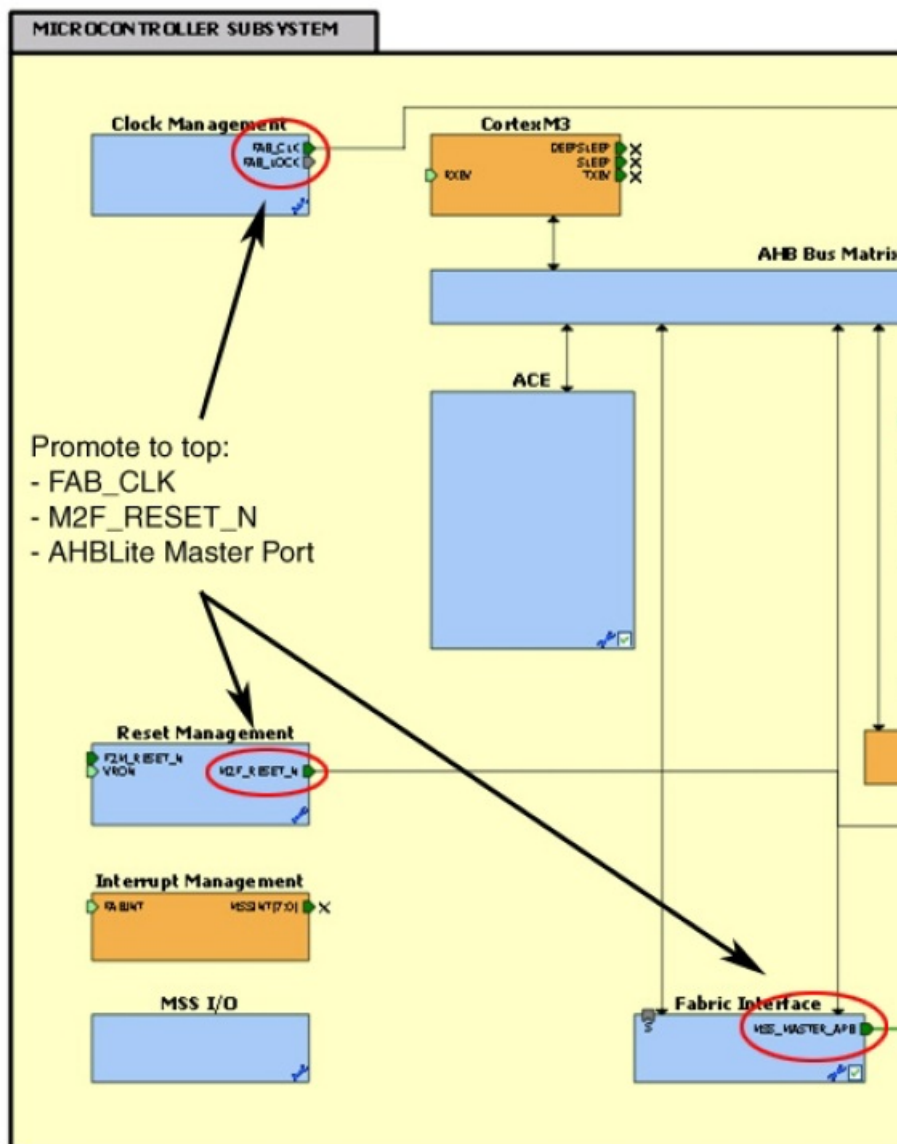 MICROCONTROLLER SUBSYSTEM
Clock Management
FAB_CLK
FAB_LOCK
CortexM3
RXEV
DEEPSLEEP
SLEEP
TXEV
AHB Bus Matrix
ACE
Promote to top:
- FAB_CLK
- M2F_RESET_N
- AHBLite Master Port
Reset Management
F2M_RESET_N
VRON
M2F_RESET_N
Interrupt Management
FABINT
MSSINT[7:0]
MSS I/O
Fabric Interface
S
MSS_MASTER_APB